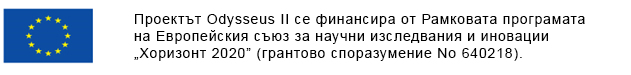 Проектът Odysseus II се финансира от Рамковата програмата
на Европейския съюз за научни изследвания и иновации
„Хоризонт 2020” (грантово споразумение No 640218).